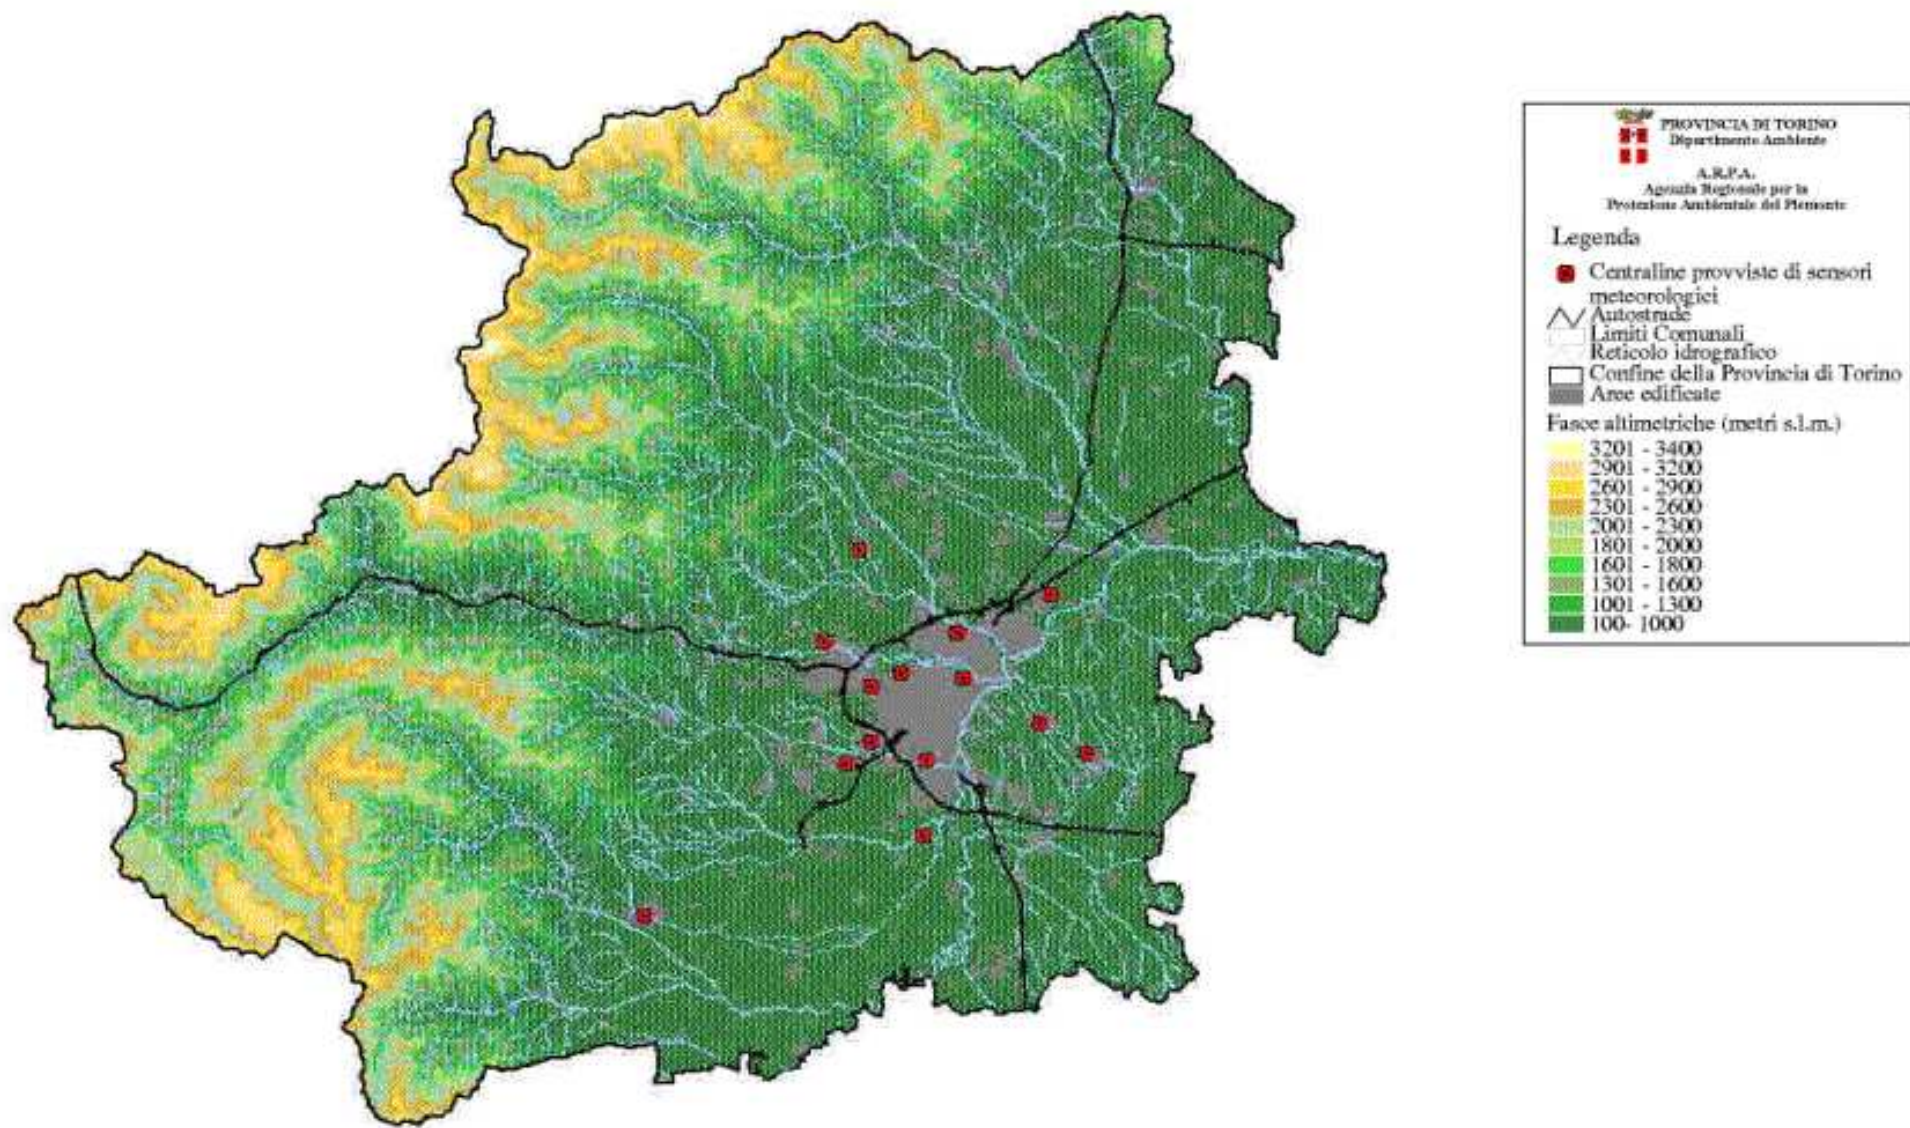 PROVINCIA DI TORINO
Dipartimento Ambiente
A.R.P.A.
Agenzia Regionale per la
Protezione Ambientale del Piemonte
Legenda
Centraline provviste di sensori
meteorologici
Autostrade
Limiti Comunali
Reticolo idrografico
Confine della Provincia di Torino
Aree edificate
Fasce altimetriche (metri s.l.m.)
3201 - 3400
2901 - 3200
2601 - 2900
2301 - 2600
2001 - 2300
1801 - 2000
1601 - 1800
1301 - 1600
1001 - 1300
100- 1000